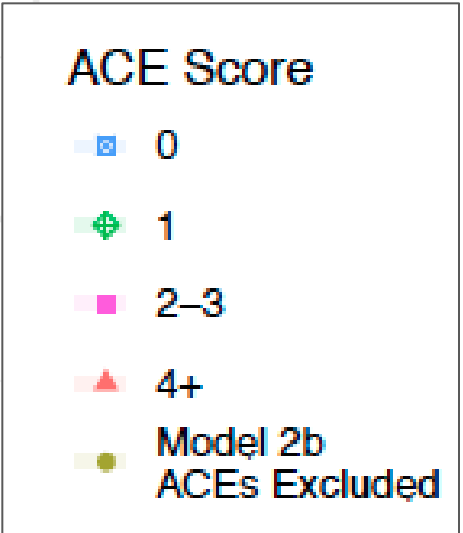 ACE Score
0
1
2–3
4+
Model 2b
ACEs Excluded